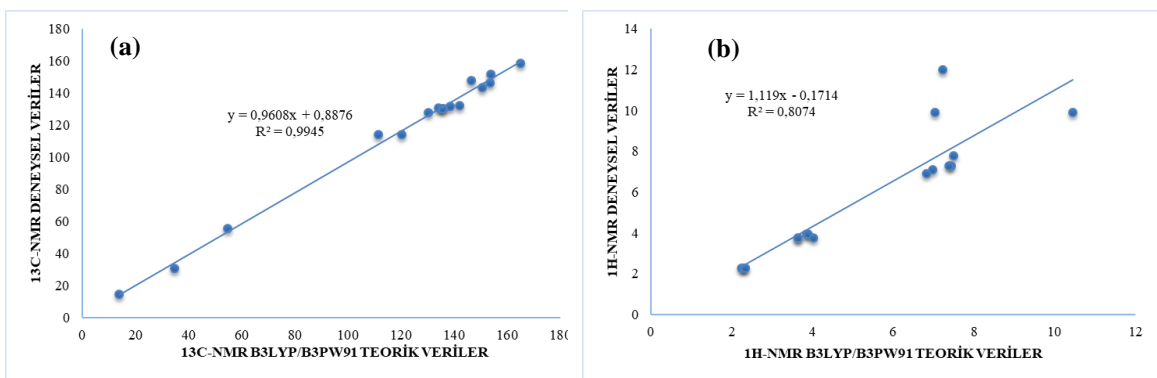 (a)
13C-NMR DENEYSEL VERİLER
180
160
140
120
100
80
60
40
20
0
y = 0,9608x + 0,8876
R² = 0,9945
0 20 40 60 80 100 120 140 160 180
13C-NMR B3LYP/B3PW91 TEORİK VERİLER
(b)
1H-NMR DENEYSEL VERİLER
14
12
10
8
6
4
2
0
y = 1,119x - 0,1714
R² = 0,8074
0 2 4 6 8 10 12
1H-NMR B3LYP/B3PW91 TEORİK VERİLER